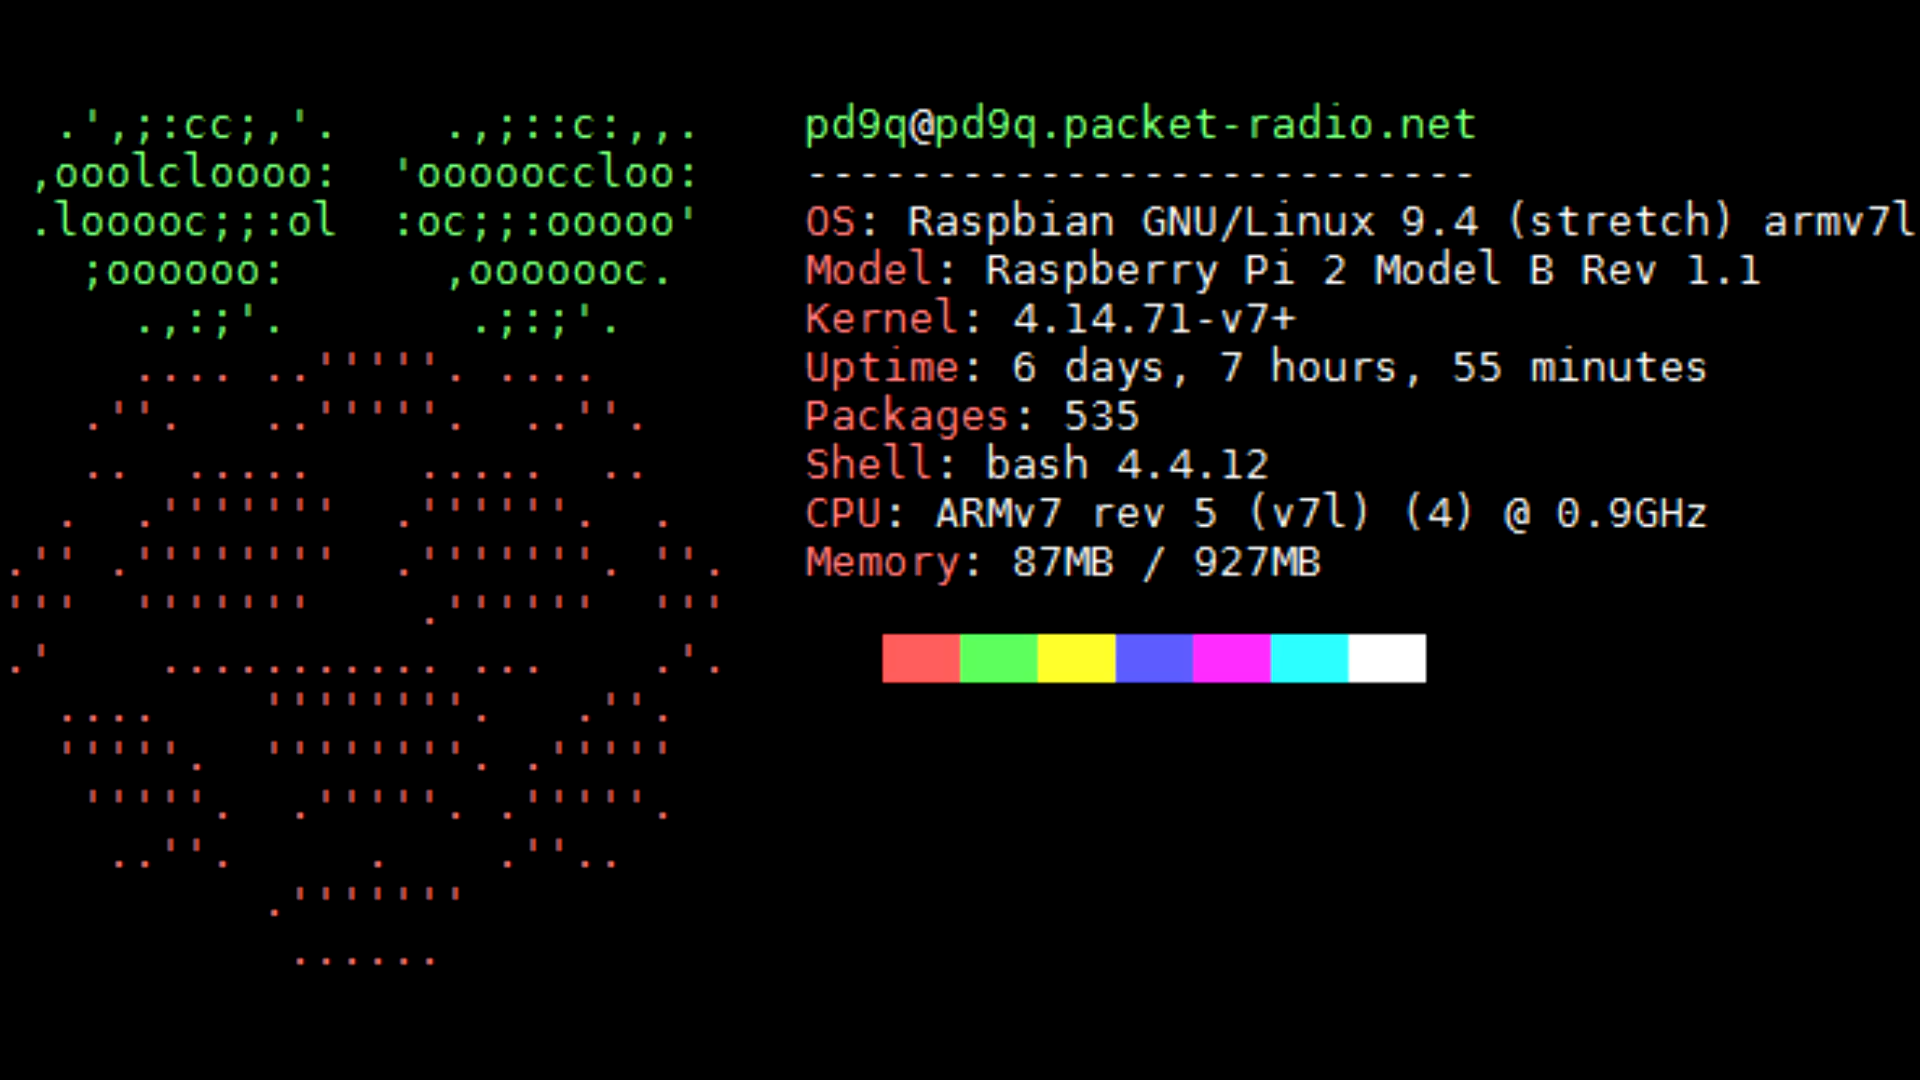 pd9q@pd9q.packet-radio.net
--------------------------
OS: Raspbian GNU/Linux 9.4 (stretch) armv7l
Model: Raspberry Pi 2 Model B Rev 1.1
Kernel: 4.14.71-v7+
Uptime: 6 days, 7 hours, 55 minutes
Packages: 535
Shell: bash 4.4.12
CPU: ARMv7 rev 5 (v7l) (4) @ 0.9GHz
Memory: 87MB / 927MB